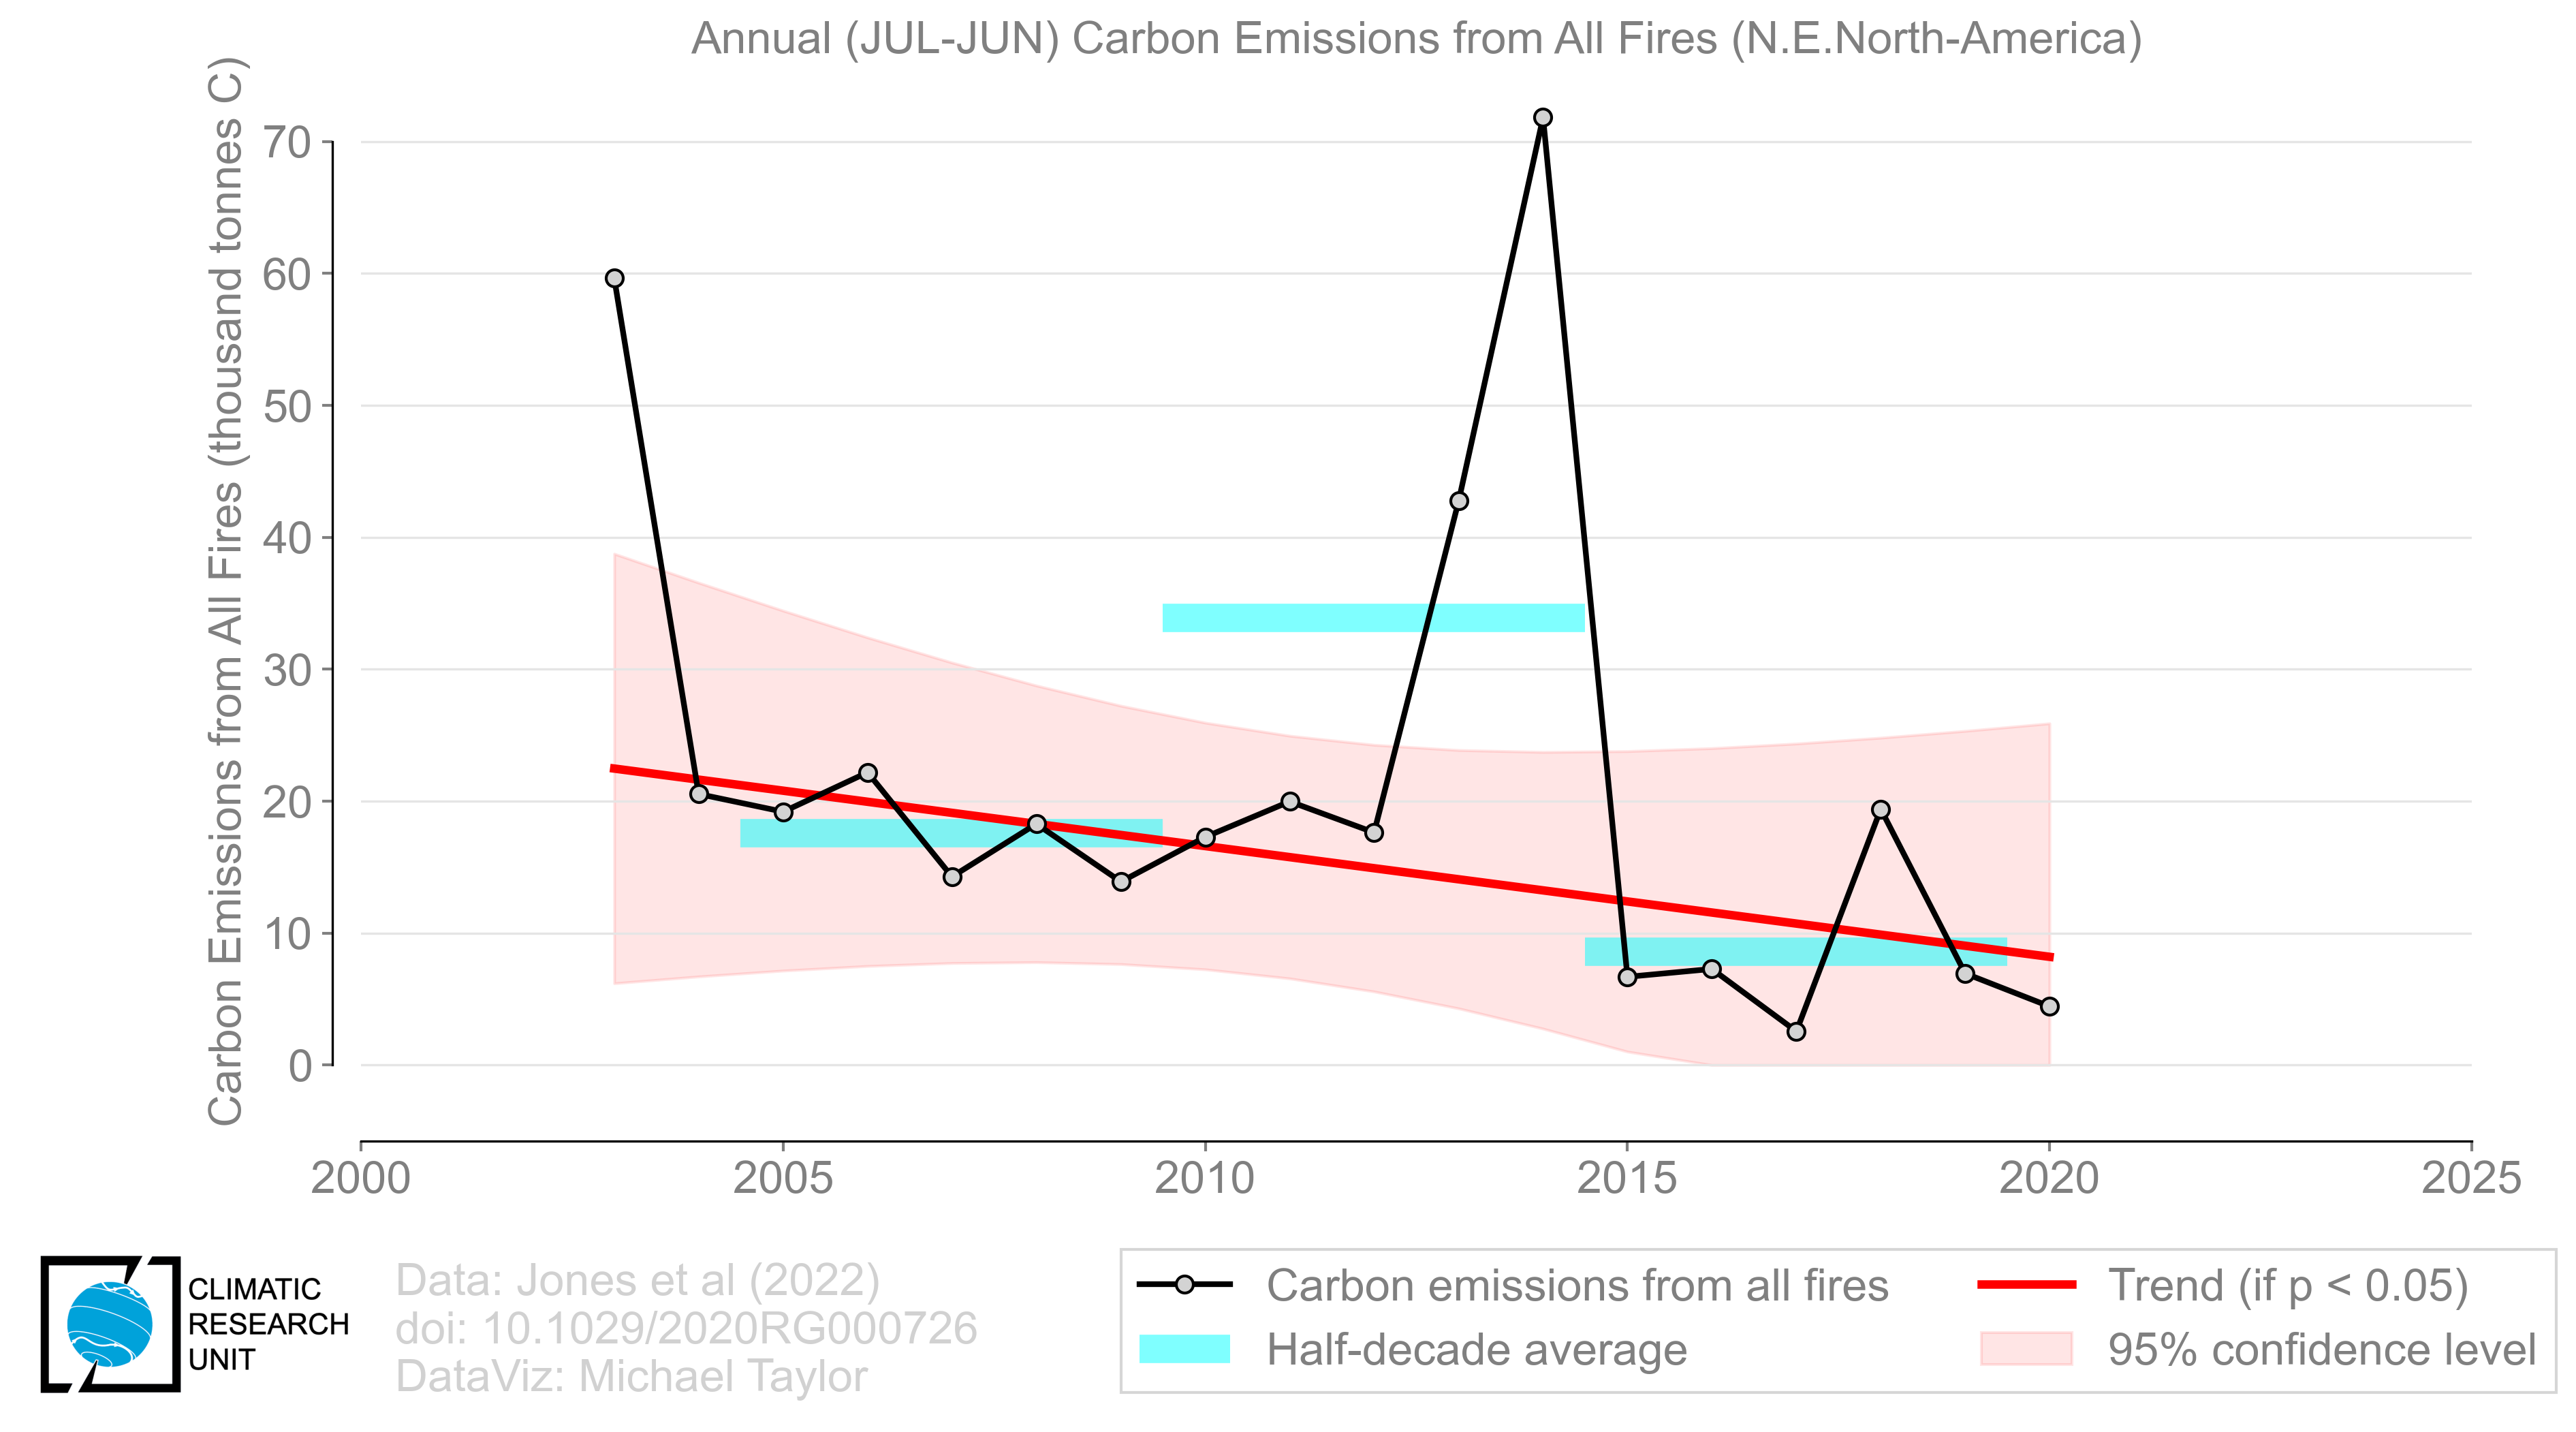 Annual (JUL-JUN) Carbon Emissions from All Fires (N.E.North-America)
Carbon Emissions from All Fires (thousand tonnes C)
70
60
50
40
30
20
10
0
2000
2005
2010
2015
2020
2025
CLIMATIC
RESEARCH
UNIT
Data: Jones et al (2022)
doi: 10.1029/2020RG000726
DataViz: Michael Taylor
Carbon emissions from all fires
Half-decade average
Trend (if p < 0.05)
95% confidence level